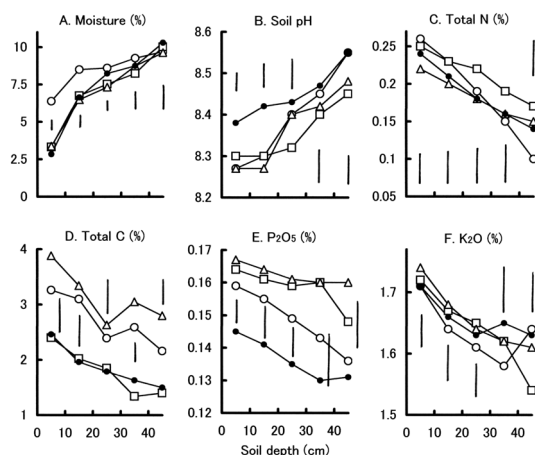 A. Moisture (%)
B. Soil pH
C. Total N (%)
10
7.5
5
2.5
0
8.6
8.5
8.4
8.3
8.2
0.25
0.2
0.15
0.1
0.05
D. Total C (%)
E. P2O5 (%)
F. K2O (%)
4
3
2
1
0.17
0.16
0.15
0.14
0.13
0.12
1.8
1.7
1.6
1.5
0 10 20 30 40
0 10 20 30 40
0 10 20 30 40
Soil depth (cm)